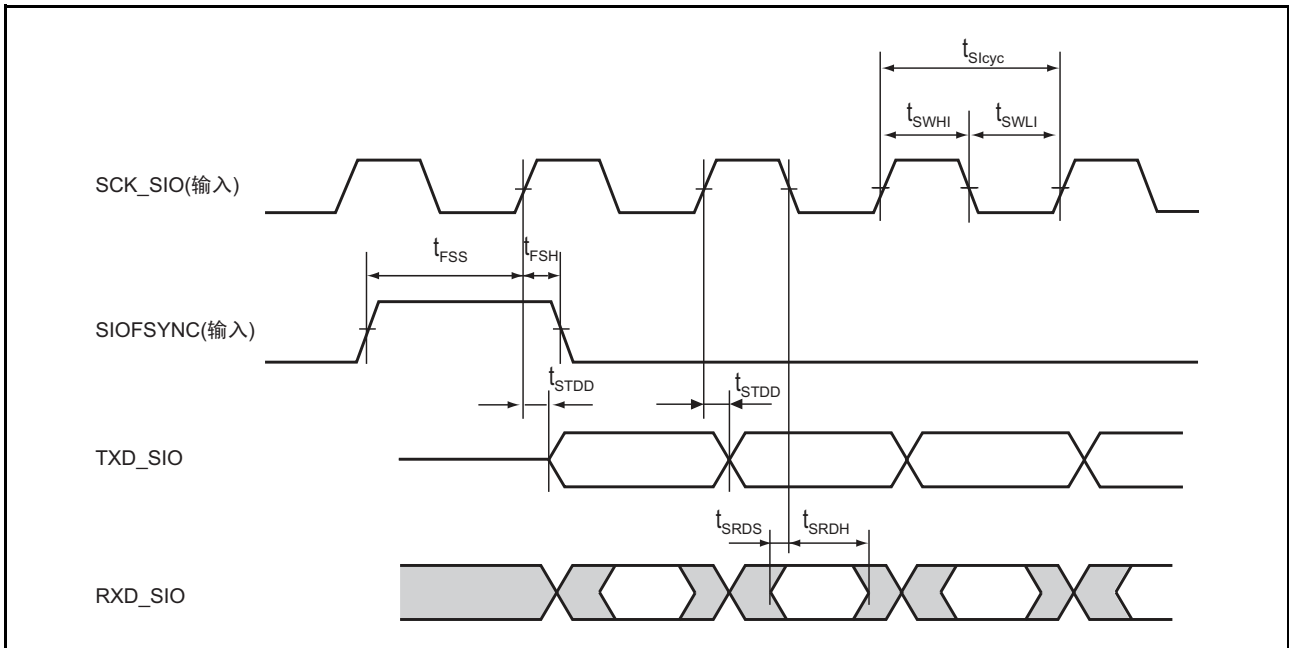 tSIcyc
tSWHI tSWLI
SCK_SIO(输入)
tFSS tFSH
SIOFSYNC(输入)
tSTDD tSTDD
TXD_SIO
tSRDS tSRDH
RXD_SIO